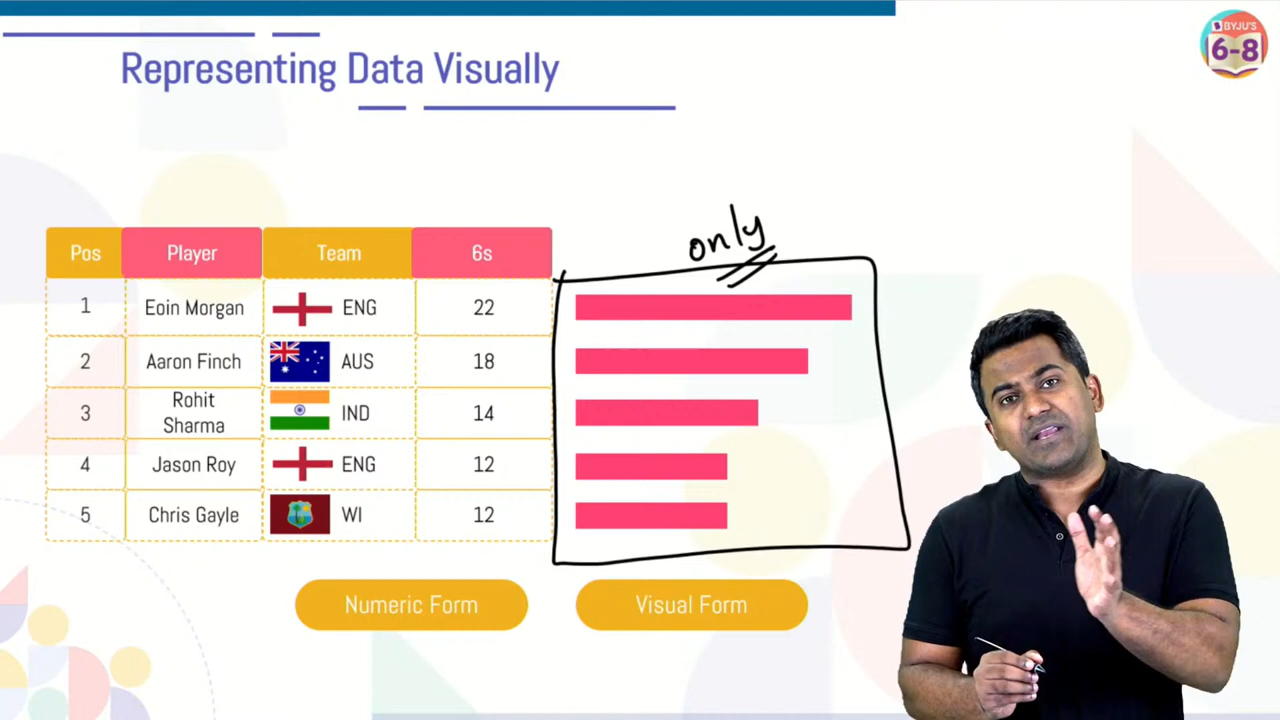 BYJU'S
6-8
Representing Data Visually
only
Pos Player Team 6s
1 Eoin Morgan ENG 22
2 Aaron Finch AUS 18
3 Rohit Sharma IND 14
4 Jason Roy ENG 12
5 Chris Gayle WI 12
Numeric Form Visual Form